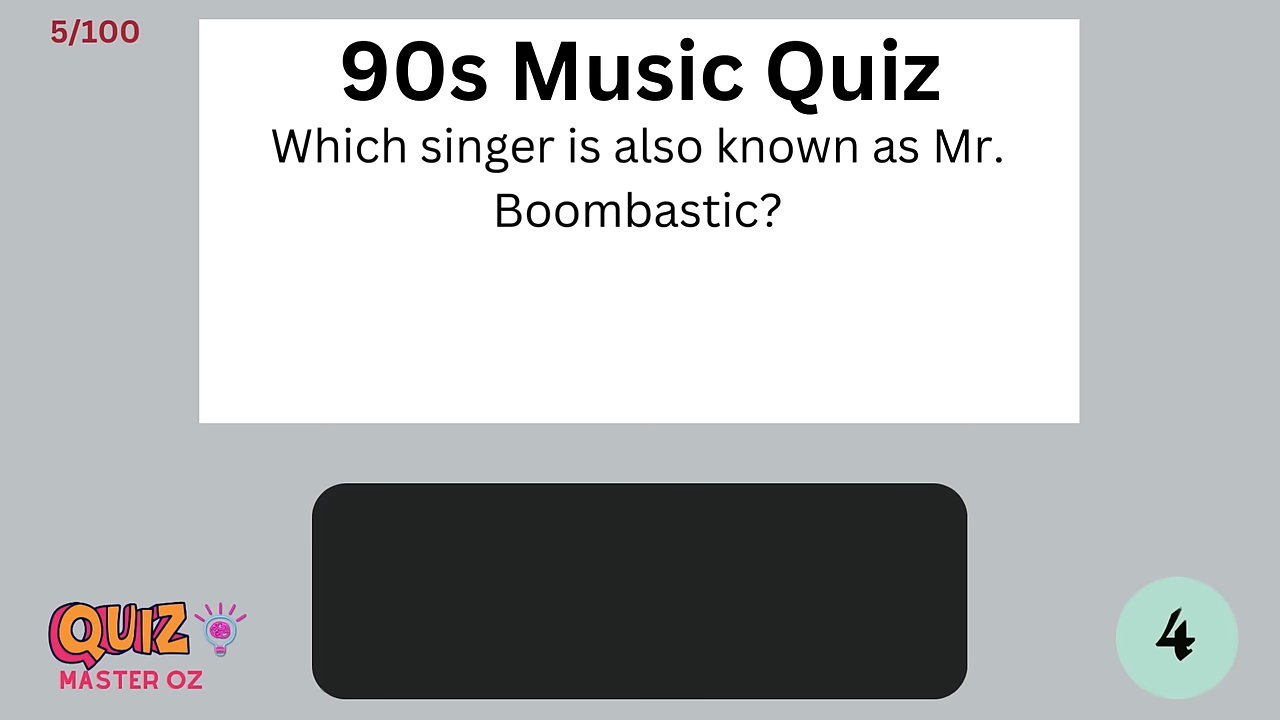 5/100
90s Music Quiz
Which singer is also known as Mr.
Boombastic?
QUIZ
MASTER OZ
4